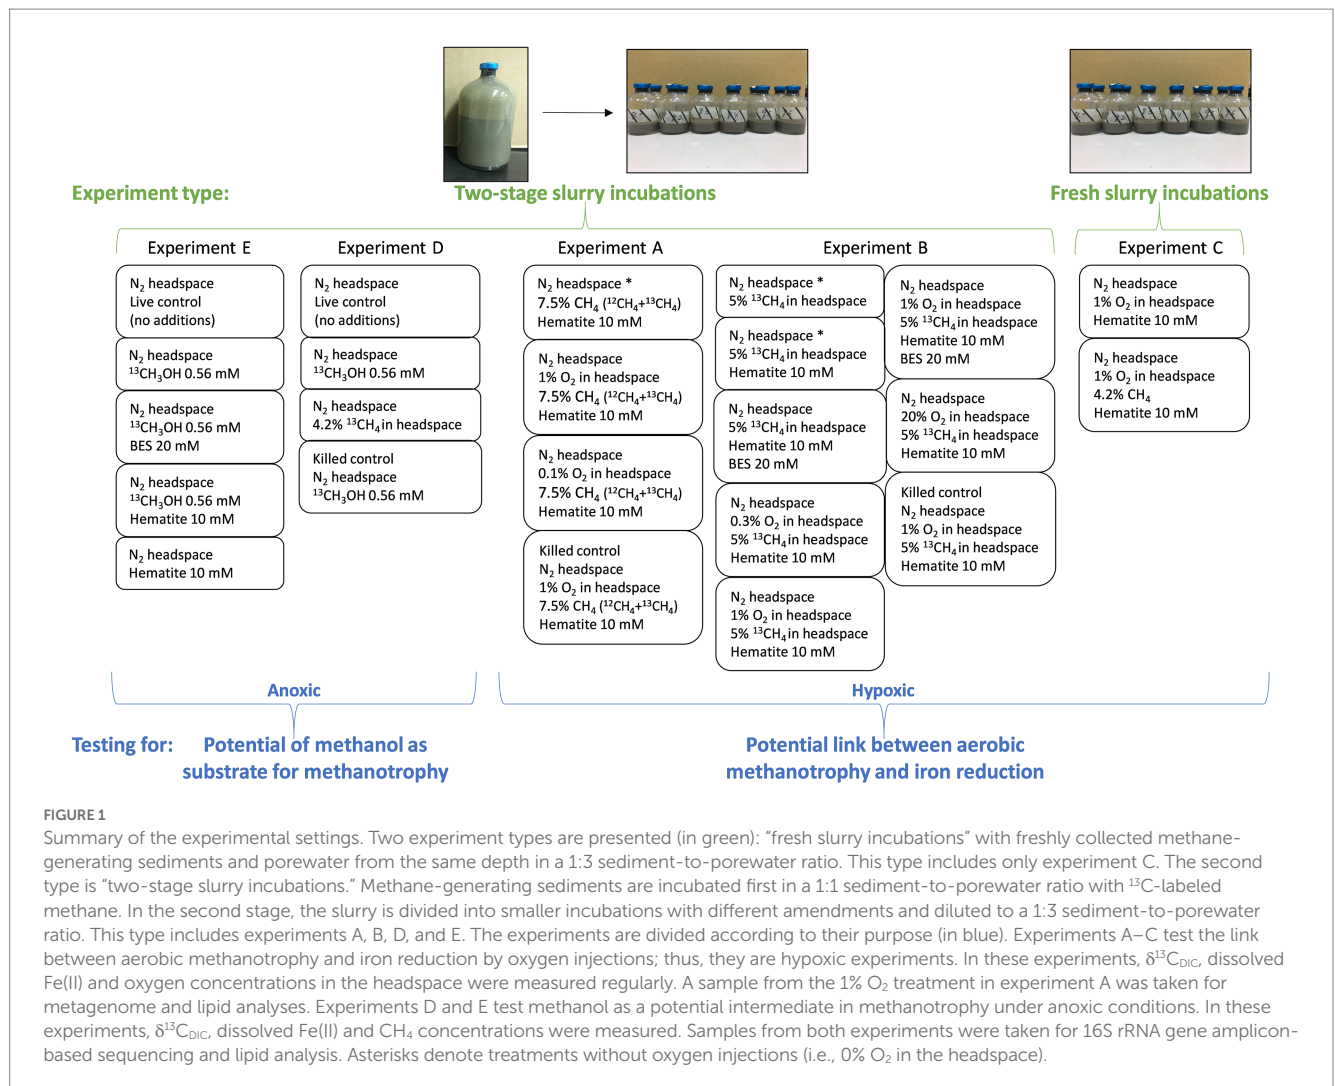 Experiment type:
Two-stage slurry incubations
Fresh slurry incubations
Experiment E
N₂ headspace
Live control
(no additions)
N₂ headspace
¹³CH₃OH 0.56 mM
N₂ headspace
¹³CH₃OH 0.56 mM
BES 20 mM
N₂ headspace
¹³CH₃OH 0.56 mM
Hematite 10 mM
N₂ headspace
Hematite 10 mM
Experiment D
N₂ headspace
Live control
(no additions)
N₂ headspace
¹³CH₃OH 0.56 mM
N₂ headspace
4.2% ¹³CH₄ in headspace
Killed control
N₂ headspace
¹³CH₃OH 0.56 mM
Experiment A
N₂ headspace *
7.5% CH₄ (¹²CH₄+¹³CH₄)
Hematite 10 mM
N₂ headspace
1% O₂ in headspace
7.5% CH₄ (¹²CH₄+¹³CH₄)
Hematite 10 mM
N₂ headspace
0.1% O₂ in headspace
7.5% CH₄ (¹²CH₄+¹³CH₄)
Hematite 10 mM
Killed control
N₂ headspace
1% O₂ in headspace
7.5% CH₄ (¹²CH₄+¹³CH₄)
Hematite 10 mM
Experiment B
N₂ headspace *
5% ¹³CH₄ in headspace
N₂ headspace *
5% ¹³CH₄ in headspace
Hematite 10 mM
N₂ headspace
5% ¹³CH₄ in headspace
Hematite 10 mM
BES 20 mM
N₂ headspace
0.3% O₂ in headspace
5% ¹³CH₄ in headspace
Hematite 10 mM
N₂ headspace
1% O₂ in headspace
5% ¹³CH₄ in headspace
Hematite 10 mM
N₂ headspace
1% O₂ in headspace
5% ¹³CH₄ in headspace
Hematite 10 mM
BES 20 mM
N₂ headspace
20% O₂ in headspace
5% ¹³CH₄ in headspace
Hematite 10 mM
Killed control
N₂ headspace
1% O₂ in headspace
5% ¹³CH₄ in headspace
Hematite 10 mM
Experiment C
N₂ headspace
1% O₂ in headspace
Hematite 10 mM
N₂ headspace
1% O₂ in headspace
4.2% CH₄
Hematite 10 mM
Anoxic
Hypoxic
Testing for:
Potential of methanol as
substrate for methanotrophy
Potential link between aerobic
methanotrophy and iron reduction
FIGURE 1
Summary of the experimental settings. Two experiment types are presented (in green): “fresh slurry incubations” with freshly collected methane-
generating sediments and porewater from the same depth in a 1:3 sediment-to-porewater ratio. This type includes only experiment C. The second
type is “two-stage slurry incubations.” Methane-generating sediments are incubated first in a 1:1 sediment-to-porewater ratio with ¹³C-labeled
methane. In the second stage, the slurry is divided into smaller incubations with different amendments and diluted to a 1:3 sediment-to-porewater
ratio. This type includes experiments A, B, D, and E. The experiments are divided according to their purpose (in blue). Experiments A–C test the link
between aerobic methanotrophy and iron reduction by oxygen injections; thus, they are hypoxic experiments. In these experiments, δ¹³C_DIC, dissolved
Fe(II) and oxygen concentrations in the headspace were measured regularly. A sample from the 1% O₂ treatment in experiment A was taken for
metagenome and lipid analyses. Experiments D and E test methanol as a potential intermediate in methanotrophy under anoxic conditions. In these
experiments, δ¹³C_DIC, dissolved Fe(II) and CH₄ concentrations were measured. Samples from both experiments were taken for 16S rRNA gene amplicon-
based sequencing and lipid analysis. Asterisks denote treatments without oxygen injections (i.e., 0% O₂ in the headspace).